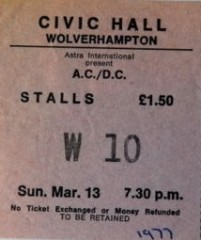 CIVIC HALL
WOLVERHAMPTON
Astra International
present
A.C./D.C.
STALLS £1.50
W 10
Sun. Mar. 13 7.30 p.m.
No Ticket Exchanged or Money Refunded
TO BE RETAINED
1977